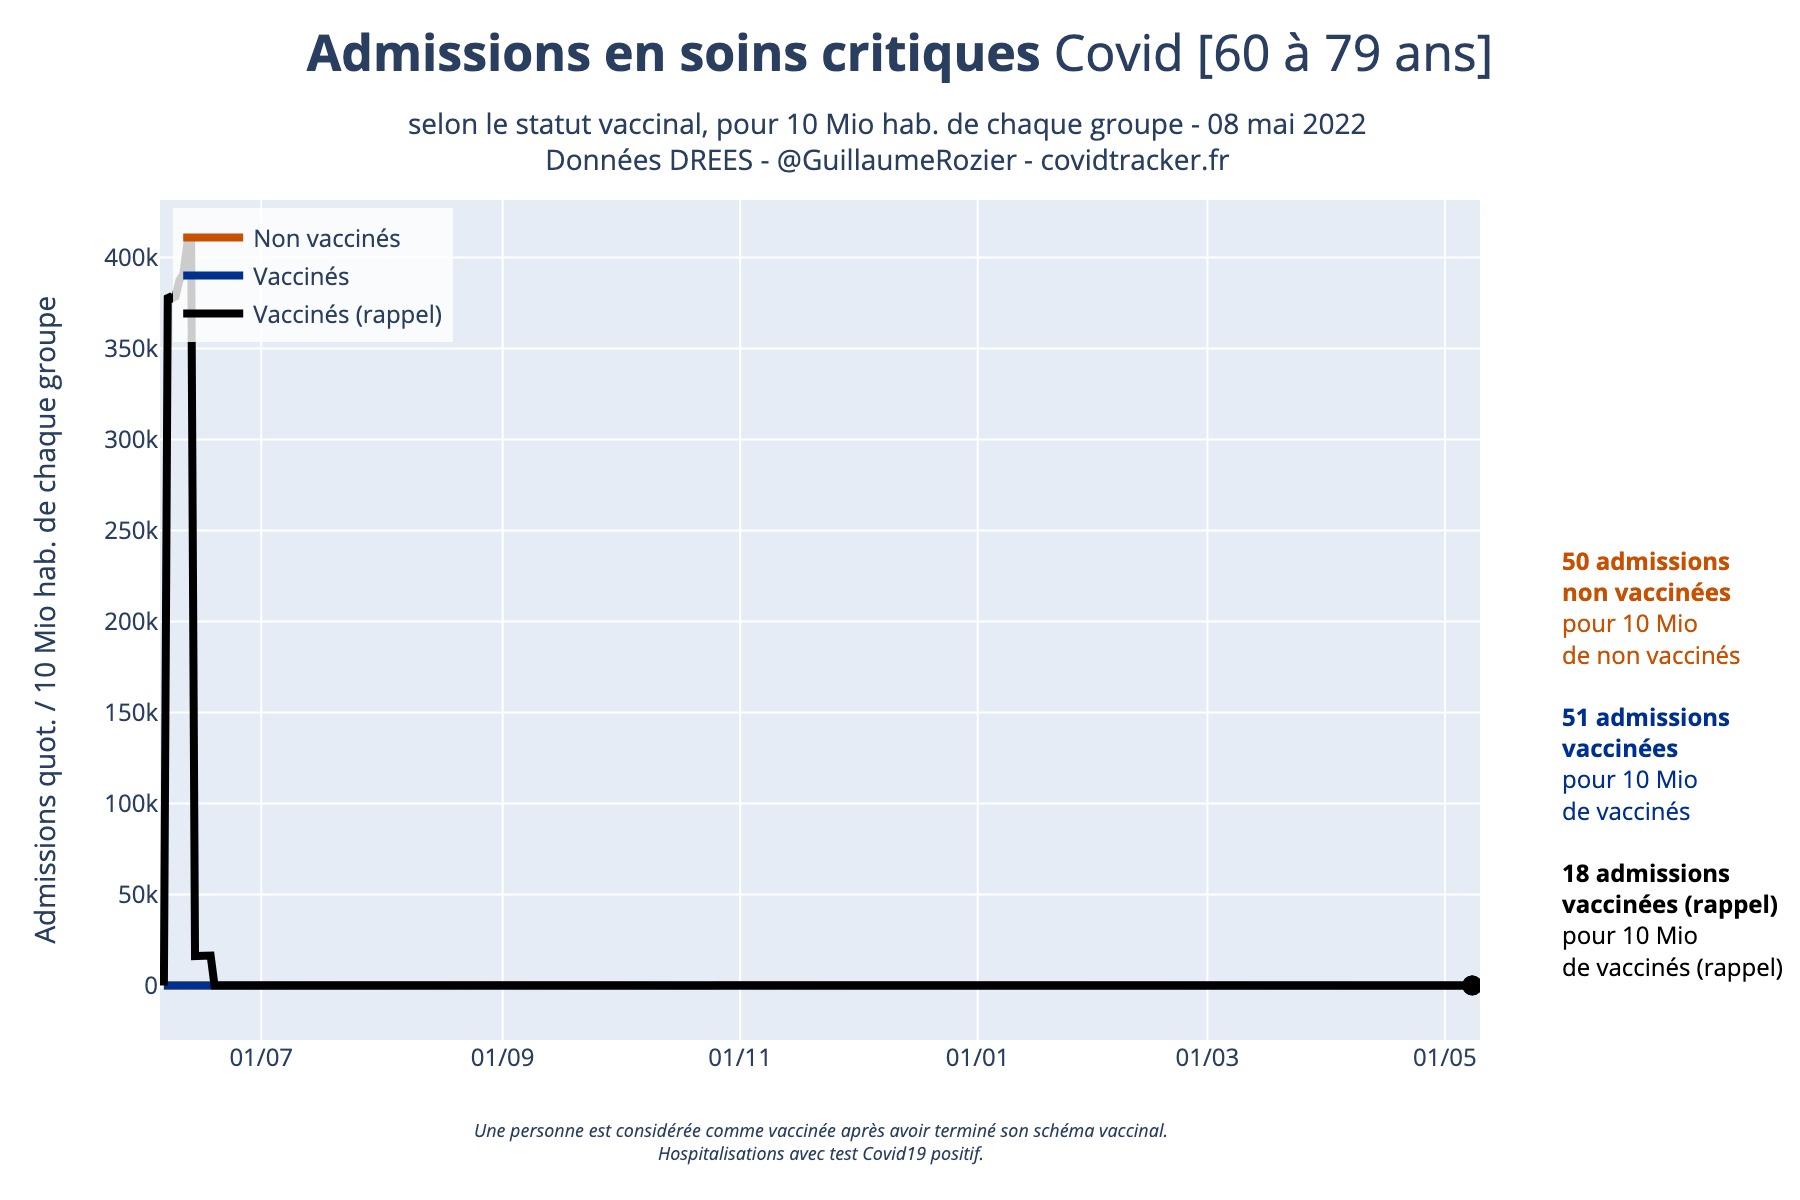 Admissions en soins critiques Covid [60 à 79 ans]
selon le statut vaccinal, pour 10 Mio hab. de chaque groupe - 08 mai 2022
Données DREES - @GuillaumeRozier - covidtracker.fr
Non vaccinés
Vaccinés
Vaccinés (rappel)
Admissions quot. / 10 Mio hab. de chaque groupe
400k
350k
300k
250k
200k
150k
100k
50k
0
01/07
01/09
01/11
01/01
01/03
01/05
50 admissions
non vaccinées
pour 10 Mio
de non vaccinés
51 admissions
vaccinées
pour 10 Mio
de vaccinés
18 admissions
vaccinées (rappel)
pour 10 Mio
de vaccinés (rappel)
Une personne est considérée comme vaccinée après avoir terminé son schéma vaccinal.
Hospitalisations avec test Covid19 positif.